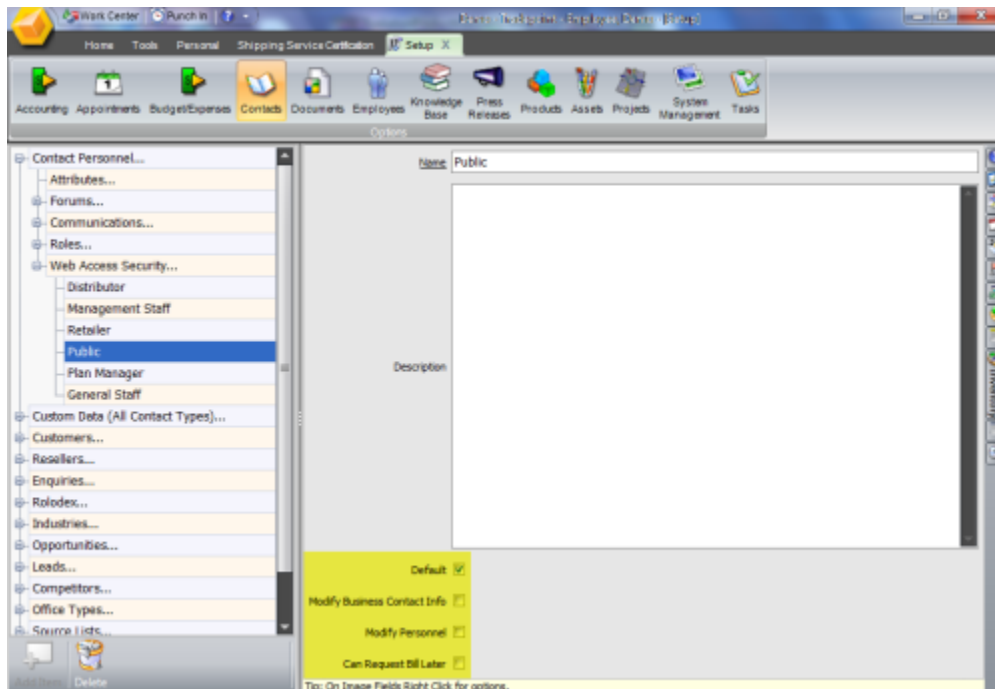 Work Center Punch In ?
Home Tools Personal Shipping Service Certification Setup X
Accounting Appointments Budget/Expenses Contacts Documents Employees Knowledge Base Press Releases Products Assets Projects System Management Tasks
Options
Contact Personnel...
Attributes...
Forums...
Communications...
Roles...
Web Access Security...
Distributor
Management Staff
Retailer
Public
Plan Manager
General Staff
Custom Data (All Contact Types)...
Customers...
Resellers...
Enquiries...
Rolodex...
Industries...
Opportunities...
Leads...
Competitors...
Office Types...
Source Lists...
Add Item Delete
Name Public
Description
Default
Modify Business Contact Info
Modify Personnel
Can Request Bill Later
Tip: On Image Fields Right Click for options.